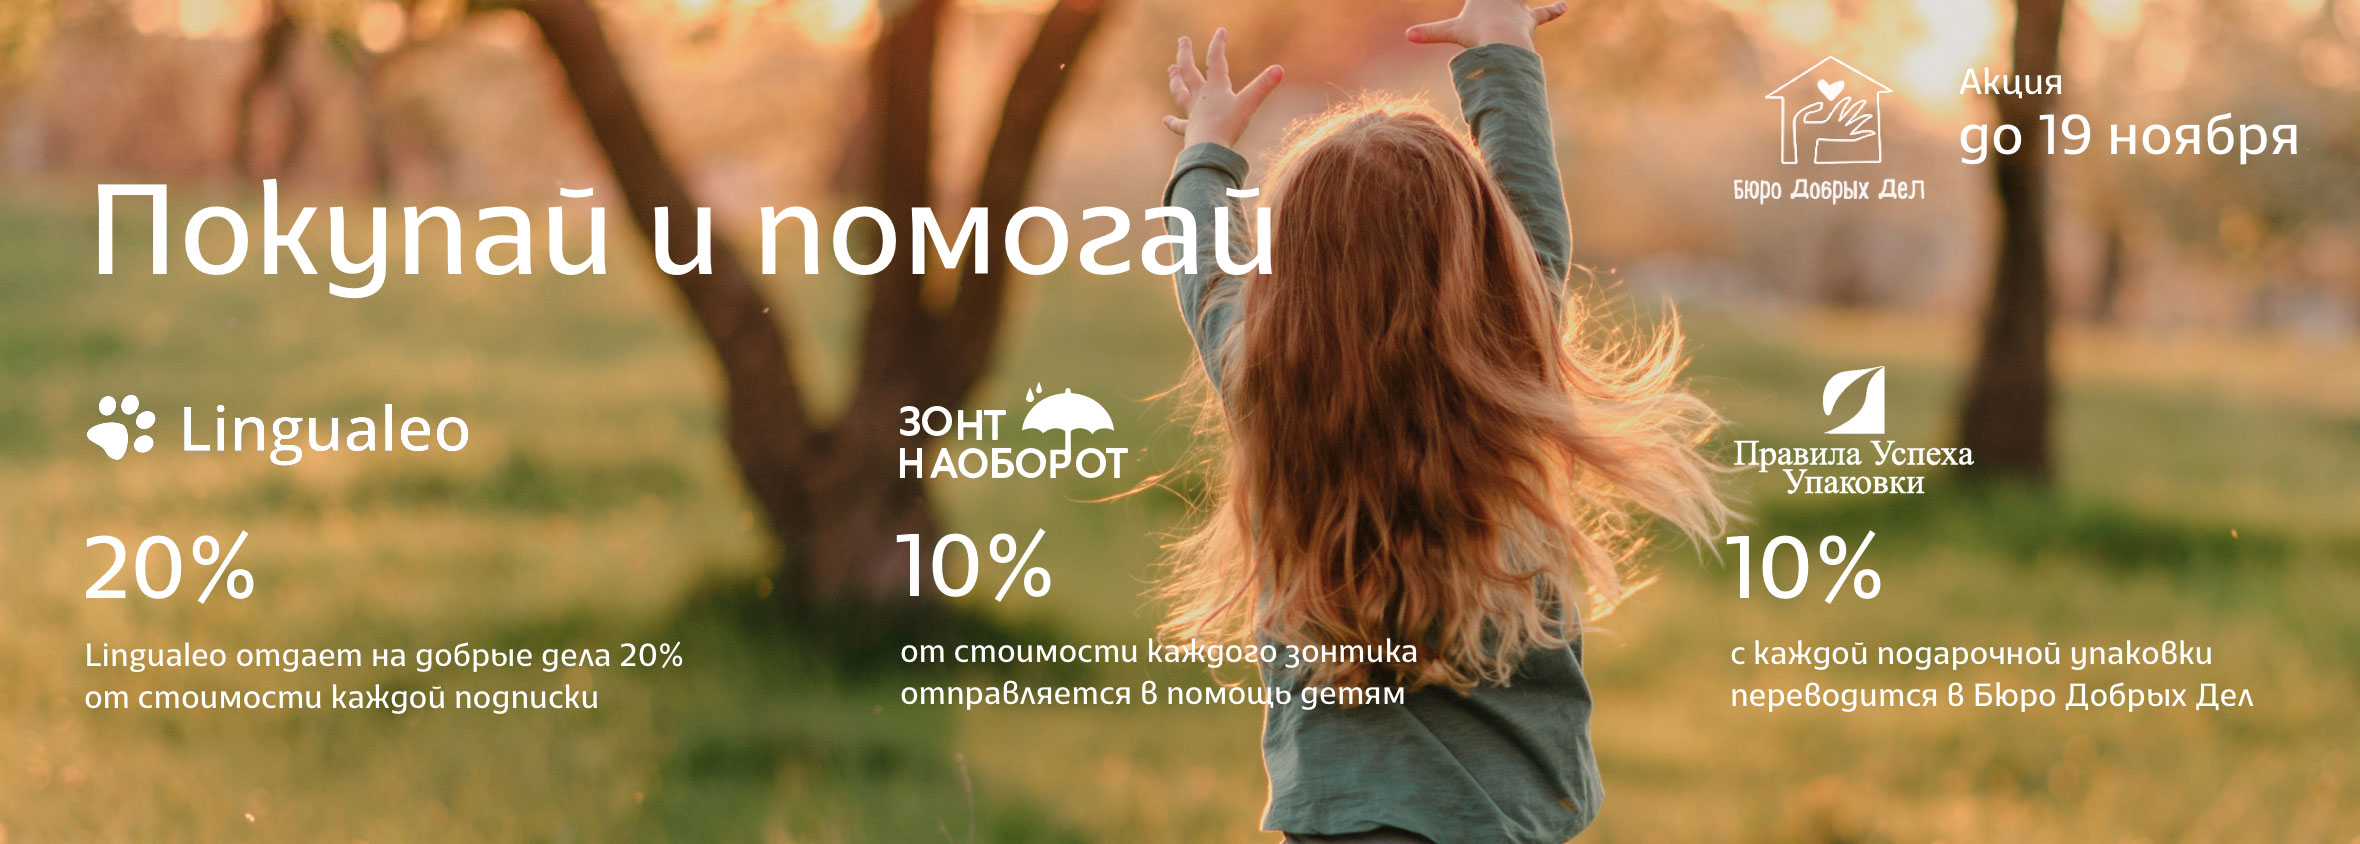 Акция
до 19 ноября
Бюро Добрых Дел
Покупай и помогай
Lingualeo
20%
Lingualeo отдает на добрые дела 20%
от стоимости каждой подписки
ЗОНТ
НАОБОРОТ
10%
от стоимости каждого зонтика
отправляется в помощь детям
Правила Успеха
Упаковки
10%
с каждой подарочной упаковки
переводится в Бюро Добрых Дел